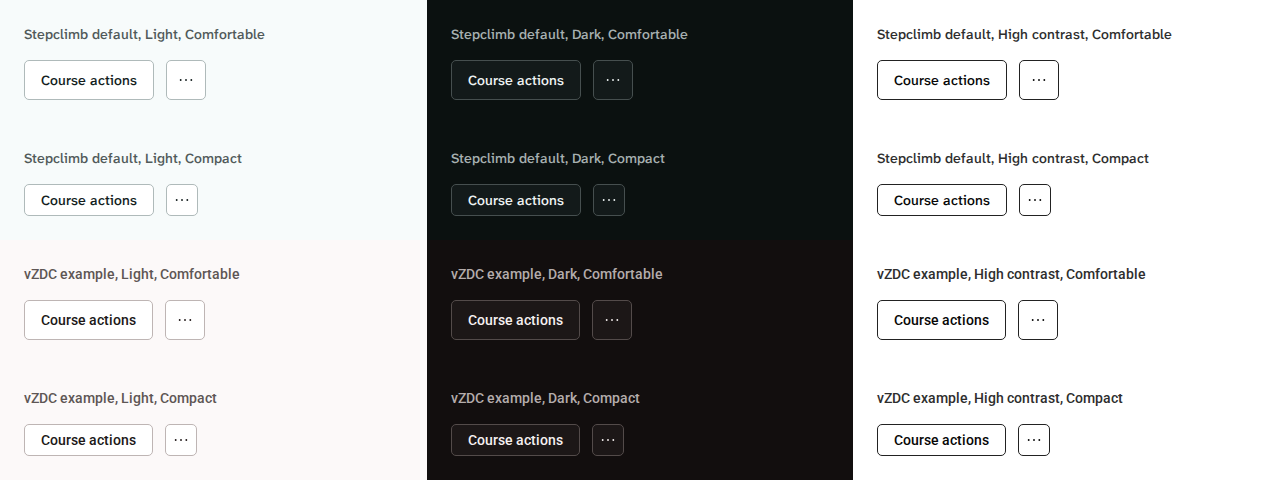 Stepclimb default, Light, Comfortable
Course actions ...
Stepclimb default, Light, Compact
Course actions ...
vZDC example, Light, Comfortable
Course actions ...
vZDC example, Light, Compact
Course actions ...
Stepclimb default, Dark, Comfortable
Course actions ...
Stepclimb default, Dark, Compact
Course actions ...
vZDC example, Dark, Comfortable
Course actions ...
vZDC example, Dark, Compact
Course actions ...
Stepclimb default, High contrast, Comfortable
Course actions ...
Stepclimb default, High contrast, Compact
Course actions ...
vZDC example, High contrast, Comfortable
Course actions ...
vZDC example, High contrast, Compact
Course actions ...